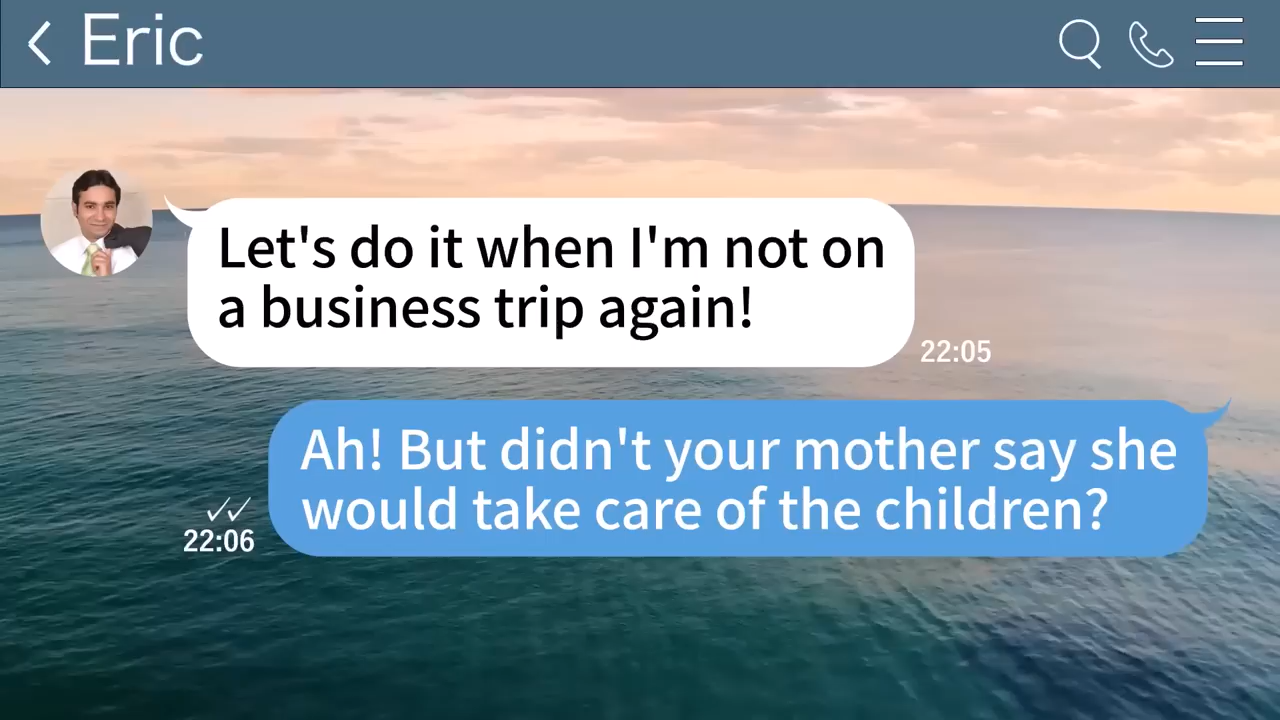 Eric
Let's do it when I'm not on
a business trip again!
22:05
Ah! But didn't your mother say she
would take care of the children?
22:06